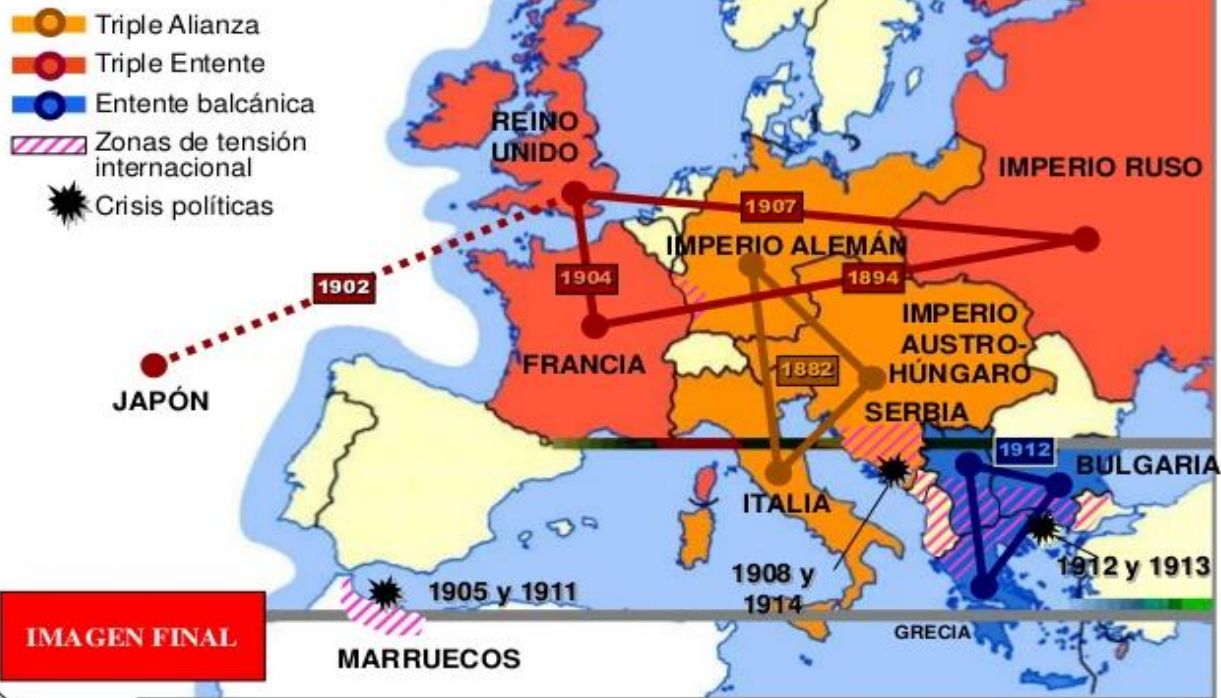 Triple Alianza
Triple Entente
Entente balcánica
Zonas de tensión
internacional
Crisis políticas
REINO
UNIDO
IMPERIO RUSO
1907
IMPERIO ALEMÁN
1904
1894
1902
IMPERIO
AUSTRO-
HÚNGARO
FRANCIA
1882
JAPÓN
SERBIA
1912
BULGARIA
ITALIA
1908 y
1914
1912 y 1913
1905 y 1911
GRECIA
IMAGEN FINAL
MARRUECOS